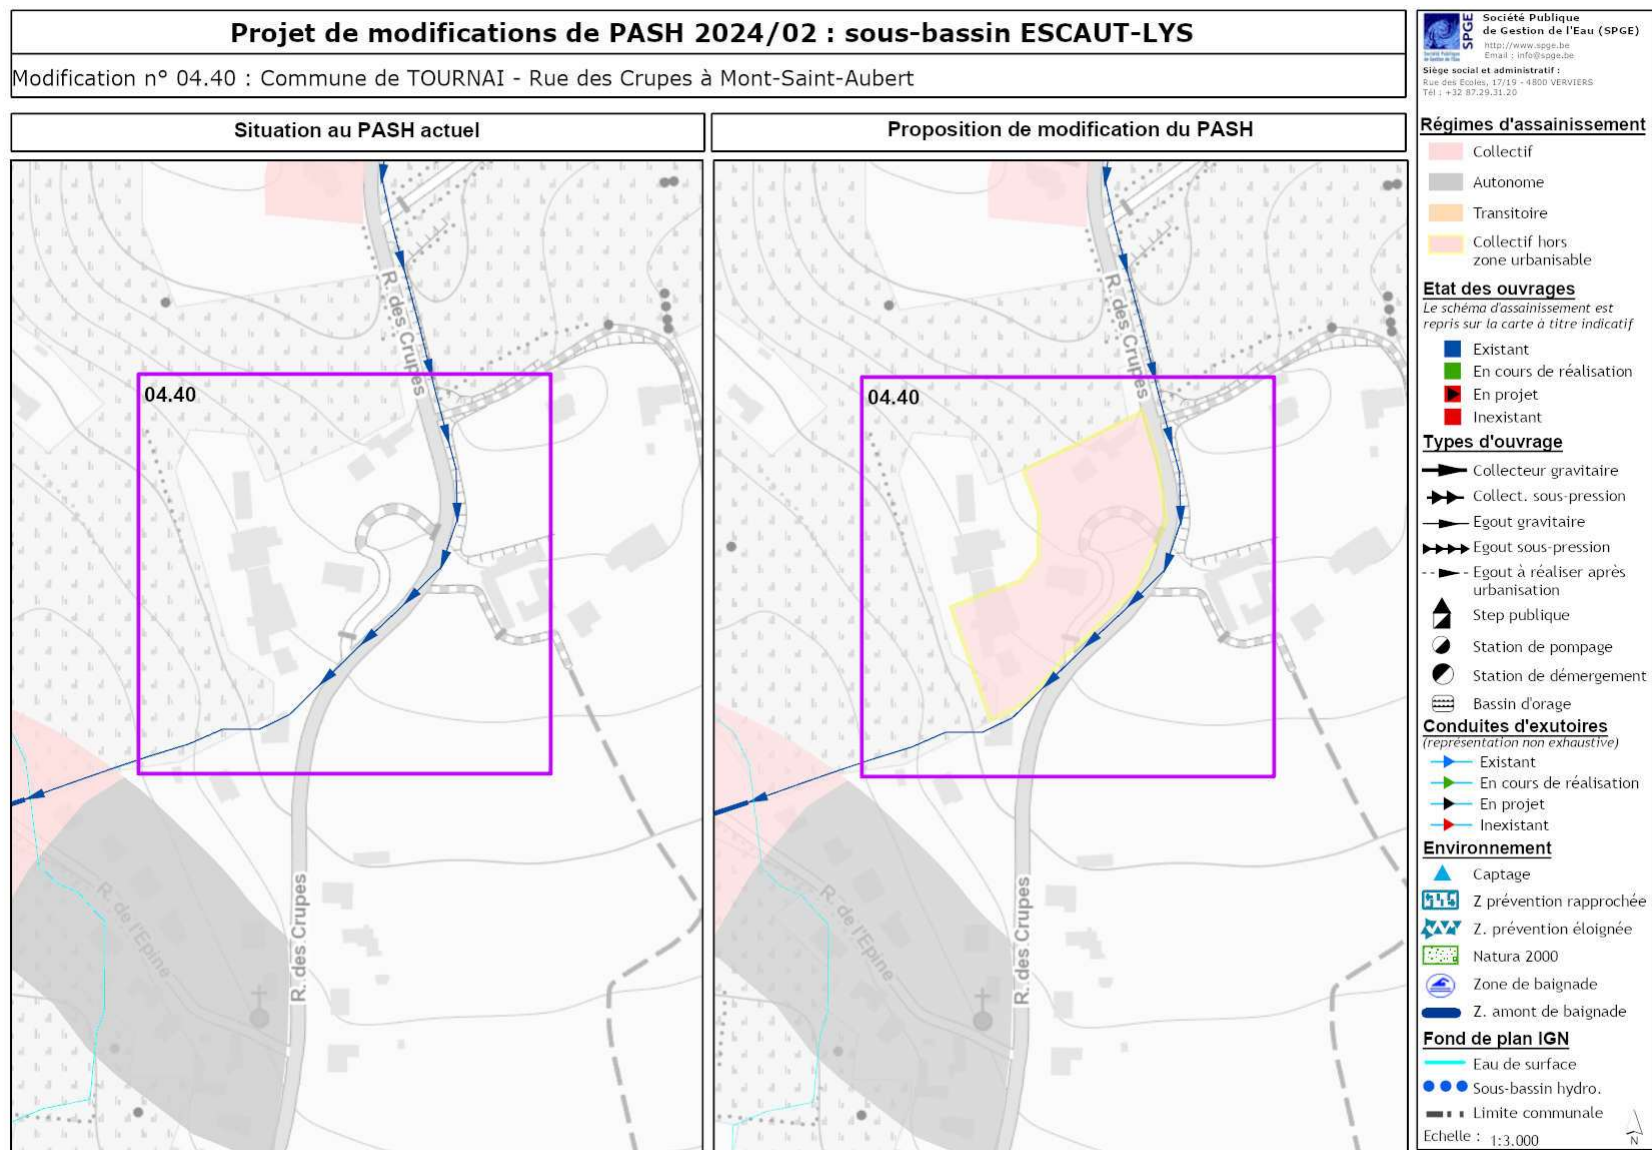 Projet de modifications de PASH 2024/02 : sous-bassin ESCAUT-LYS
Modification n° 04.40 : Commune de TOURNAI - Rue des Crupes à Mont-Saint-Aubert
Situation au PASH actuel
R. des Crupes
04.40
R. de l'Epine
R. des Crupes
Proposition de modification du PASH
R. des Crupes
04.40
R. de l'Epine
R. des Crupes
SPGE
Société Publique
de Gestion de l'Eau (SPGE)
http://www.spge.be
Email : info@spge.be
Siège social et administratif :
Rue des Ecoles, 17/19 - 4800 VERVIERS
Tél : +32 87.29.31.20
Régimes d'assainissement
Collectif
Autonome
Transitoire
Collectif hors
zone urbanisable
Etat des ouvrages
Le schéma d'assainissement est
repris sur la carte à titre indicatif
Existant
En cours de réalisation
En projet
Inexistant
Types d'ouvrage
Collecteur gravitaire
Collect. sous-pression
Egout gravitaire
Egout sous-pression
Egout à réaliser après
urbanisation
Step publique
Station de pompage
Station de démergement
Bassin d'orage
Conduites d'exutoires
(représentation non exhaustive)
Existant
En cours de réalisation
En projet
Inexistant
Environnement
Captage
Z prévention rapprochée
Z. prévention éloignée
Natura 2000
Zone de baignade
Z. amont de baignade
Fond de plan IGN
Eau de surface
Sous-bassin hydro.
Limite communale
Echelle : 1:3.000
N